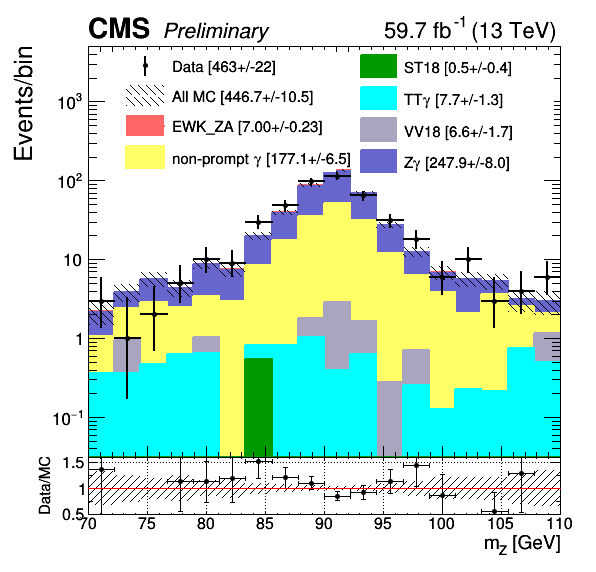 CMS Preliminary 59.7 fb⁻¹ (13 TeV)
Events/bin
Data [463+/-22]
All MC [446.7+/-10.5]
EWK_ZA [7.00+/-0.23]
non-prompt γ [177.1+/-6.5]
ST18 [0.5+/-0.4]
TTγ [7.7+/-1.3]
VV18 [6.6+/-1.7]
Zγ [247.9+/-8.0]
10³
10²
10
1
10⁻¹
Data/MC
1.5
1
0.5
70 75 80 85 90 95 100 105 110
m_Z [GeV]